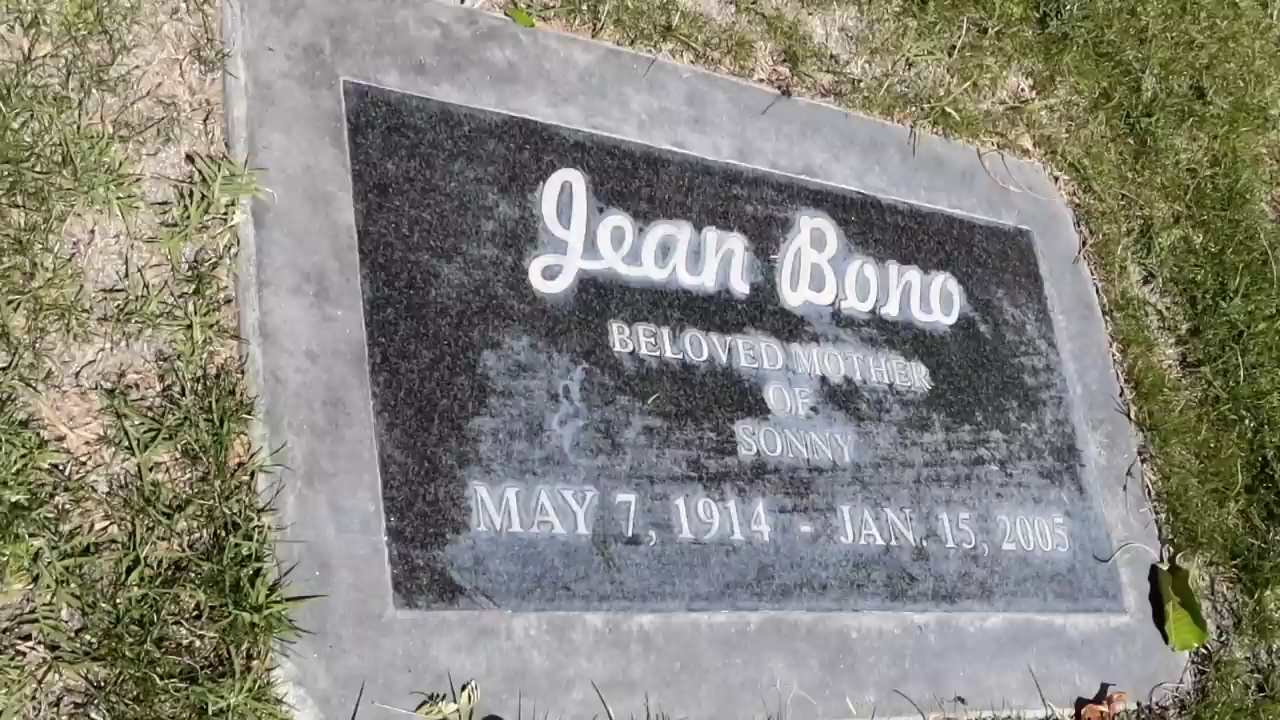 Jean Bono
BELOVED MOTHER
OF
SONNY
MAY 7, 1914 - JAN. 15, 2005